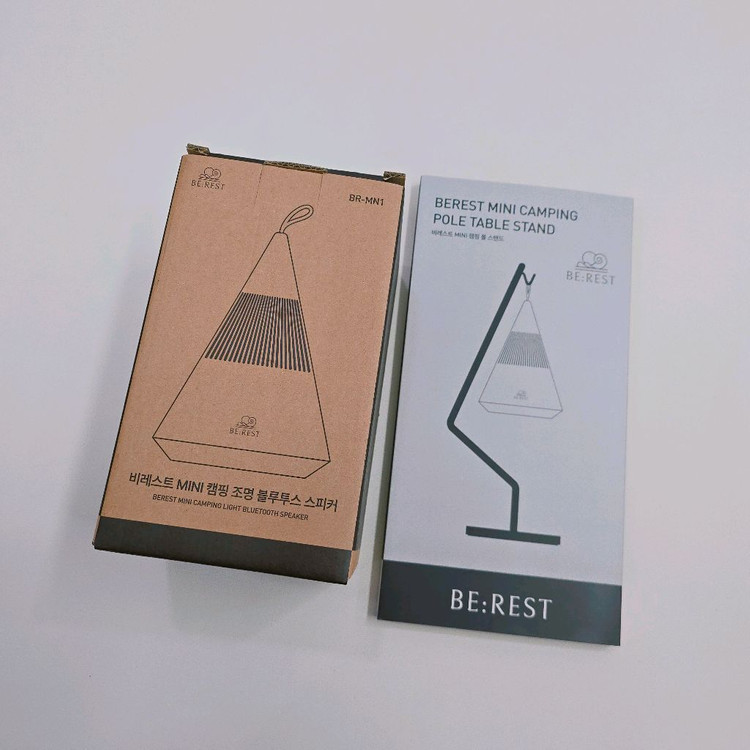 BE:REST
BR-MN1
BE:REST
비레스트 MINI 캠핑 조명 블루투스 스피커
BEREST MINI CAMPING LIGHT BLUETOOTH SPEAKER
BEREST MINI CAMPING
POLE TABLE STAND
비레스트 MINI 캠핑 폴 스탠드
BE:REST
BE:REST